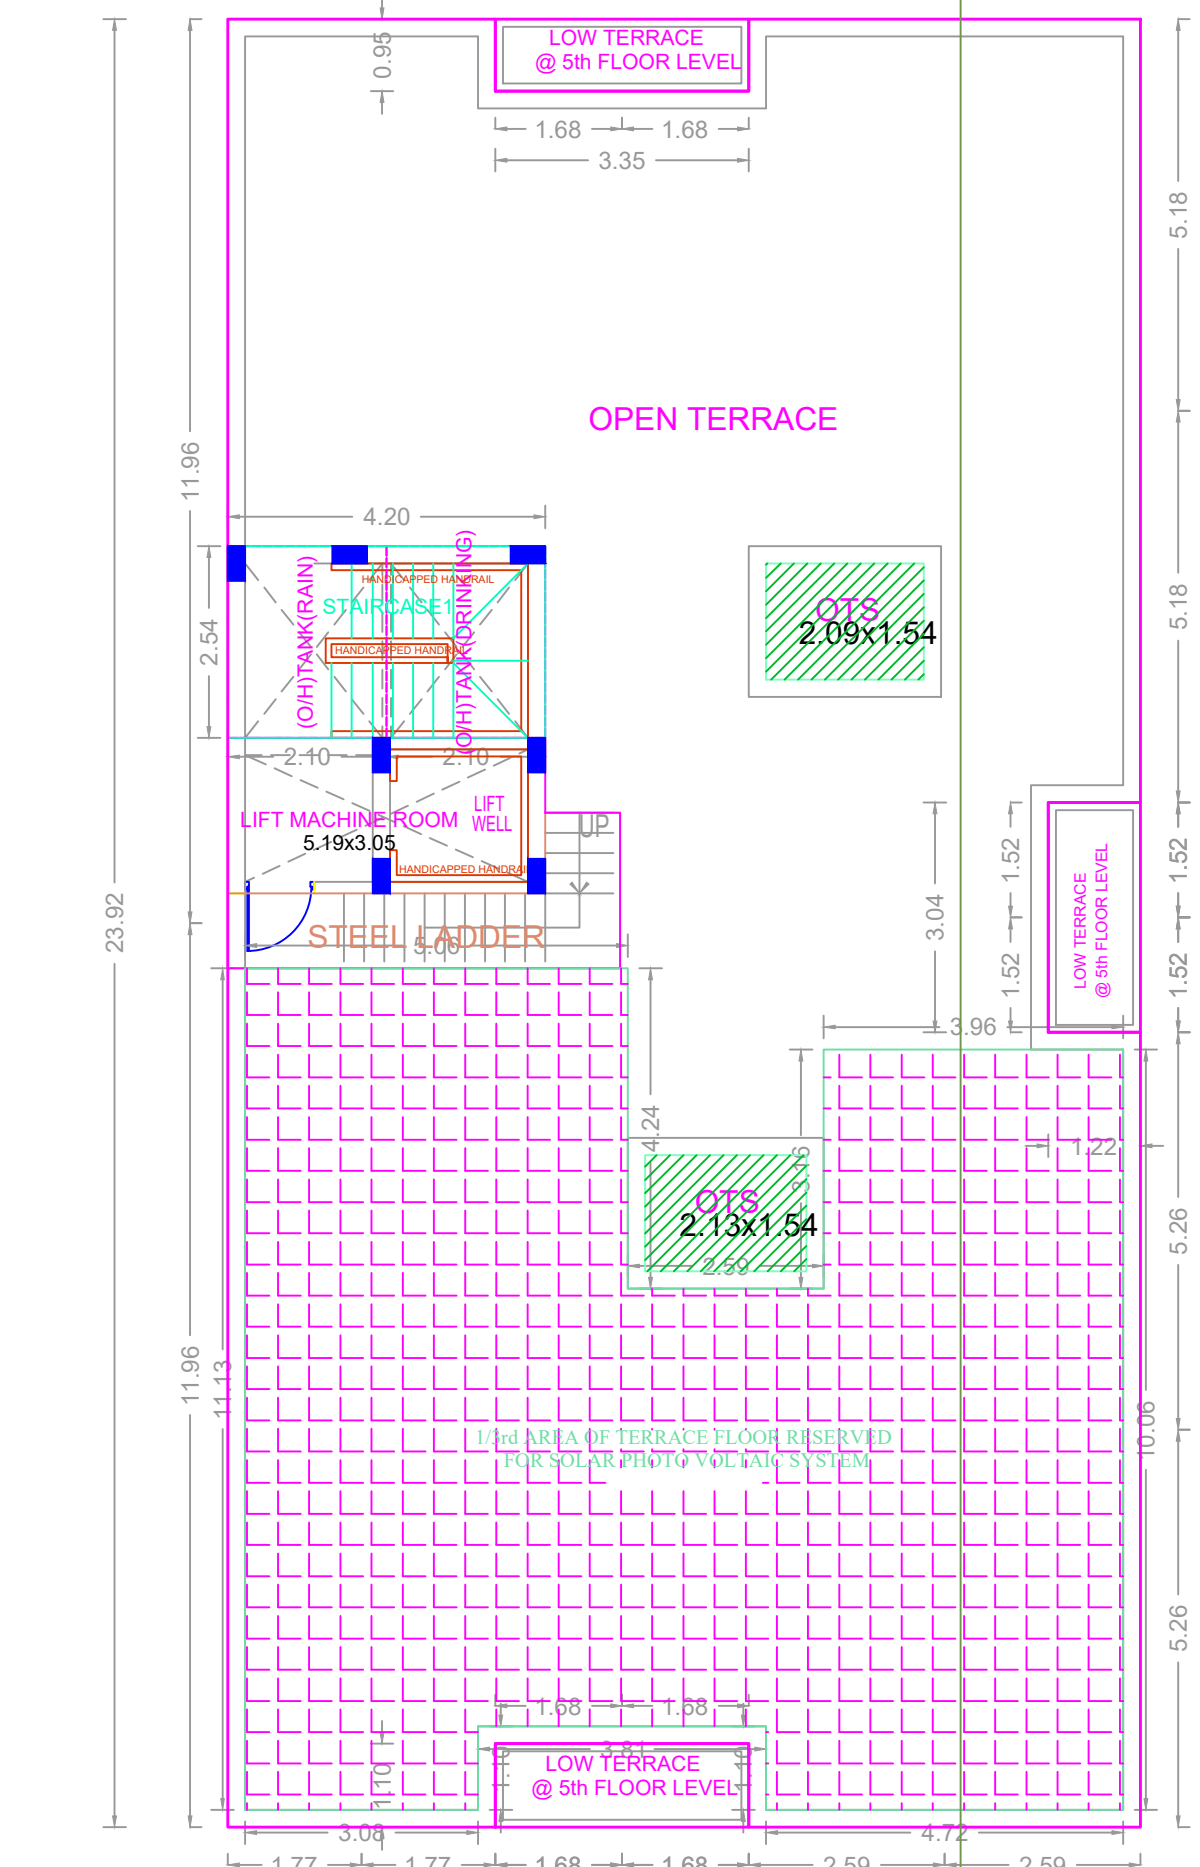 LOW TERRACE
@ 5th FLOOR LEVEL
0.95
1.68
1.68
3.35
5.18
OPEN TERRACE
11.96
4.20
(O/H)TANK(RAIN)
(O/H)TANK(DRINKING)
HANDICAPPED HANDRAIL
STAIRCASE1
HANDICAPPED HANDRAIL
2.54
OTS
2.09x1.54
5.18
2.10
2.10
LIFT MACHINE ROOM
5.19x3.05
LIFT
WELL
UP
HANDICAPPED HANDRAIL
STEEL LADDER
5.06
23.92
3.04
1.52
1.52
LOW TERRACE
@ 5th FLOOR LEVEL
1.52
1.52
3.96
4.24
3.16
1.22
OTS
2.13x1.54
2.59
5.26
11.96
11.13
10.06
1/3rd AREA OF TERRACE FLOOR RESERVED
FOR SOLAR PHOTO VOLTAIC SYSTEM
5.26
1.68
1.68
3.81
1.10
LOW TERRACE
@ 5th FLOOR LEVEL
3.08
4.72
1.77
1.77
1.68
1.68
2.59
2.59